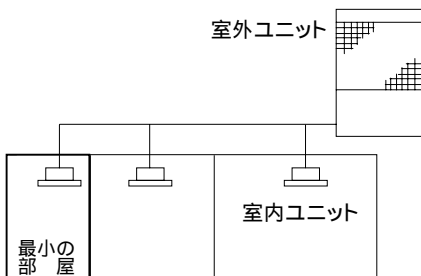 室外ユニット
室内ユニット
最小の
部　屋